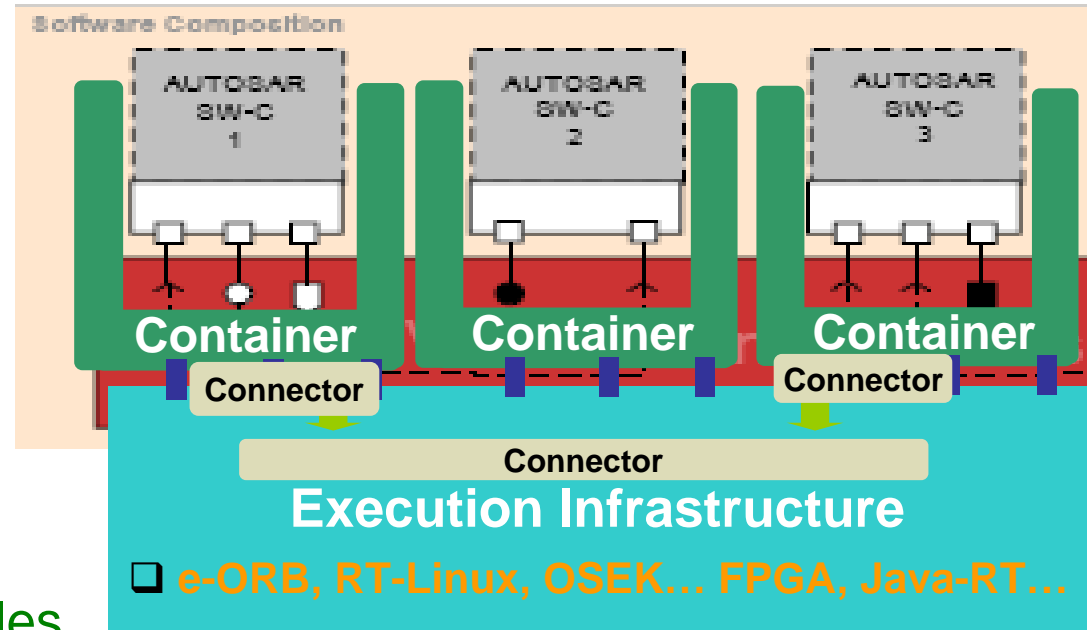 Software Composition
AUTOSAR
SW-C
1
AUTOSAR
SW-C
2
AUTOSAR
SW-C
3
Container
Container
Container
Connector
Connector
Connector
Execution Infrastructure
❑ e-ORB, RT-Linux, OSEK... FPGA, Java-RT...